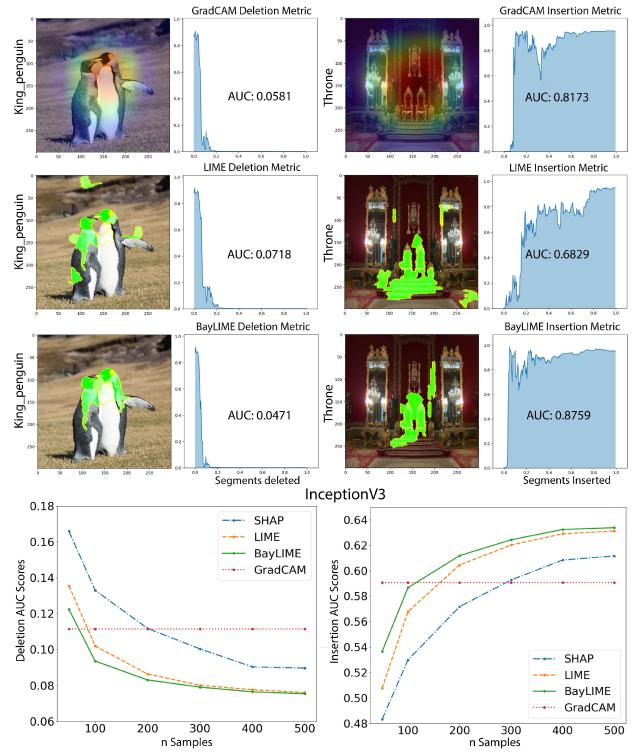 GradCAM Deletion Metric
GradCAM Insertion Metric
King_penguin
AUC: 0.0581
Throne
AUC: 0.8173
LIME Deletion Metric
LIME Insertion Metric
King_penguin
AUC: 0.0718
Throne
AUC: 0.6829
BayLIME Deletion Metric
BayLIME Insertion Metric
King_penguin
AUC: 0.0471
Throne
AUC: 0.8759
Segments deleted
Segments Inserted
InceptionV3
Deletion AUC Scores
0.18
0.16
0.14
0.12
0.10
0.08
0.06
SHAP
LIME
BayLIME
GradCAM
100 200 300 400 500
n Samples
Insertion AUC Scores
0.64
0.62
0.60
0.58
0.56
0.54
0.52
0.50
0.48
SHAP
LIME
BayLIME
GradCAM
100 200 300 400 500
n Samples